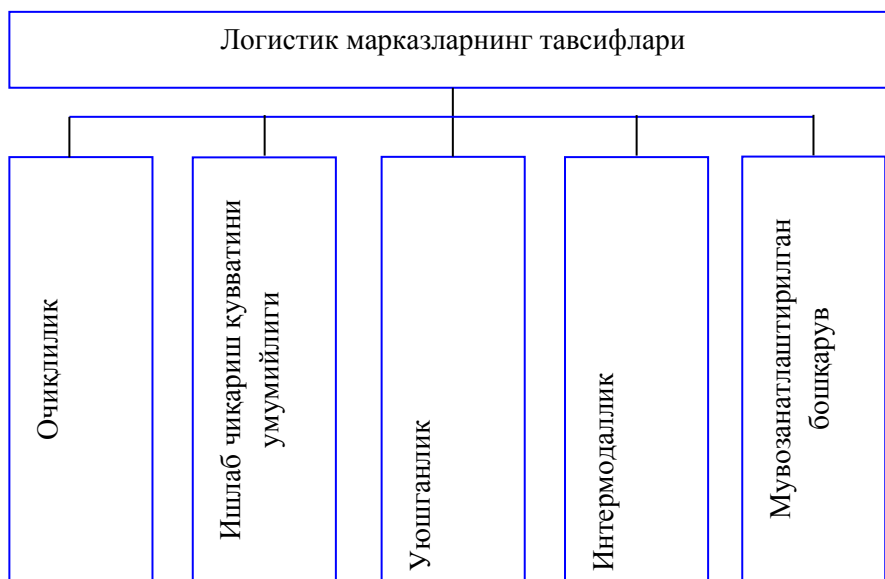 Логистик марказларнинг тавсифлари
Очиқлилик
Ишлаб чиқариш қувватини
умумийлиги
Уюшганлик
Интермодаллик
Мувозанатлаштирилган
бошқарув